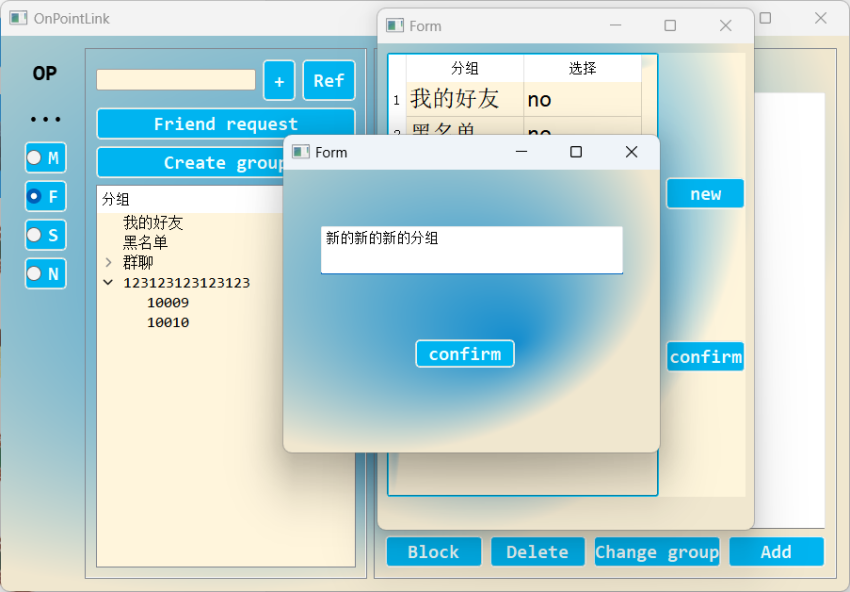 OnPointLink
OP
...
M
F
S
N
+
Ref
Friend request
Create group
分组
我的好友
黑名单
群聊
123123123123123
10009
10010
Form
分组 选择
1 我的好友 no
2 黑名单 no
new
confirm
Form
新的新的新的分组
confirm
Block
Delete
Change group
Add